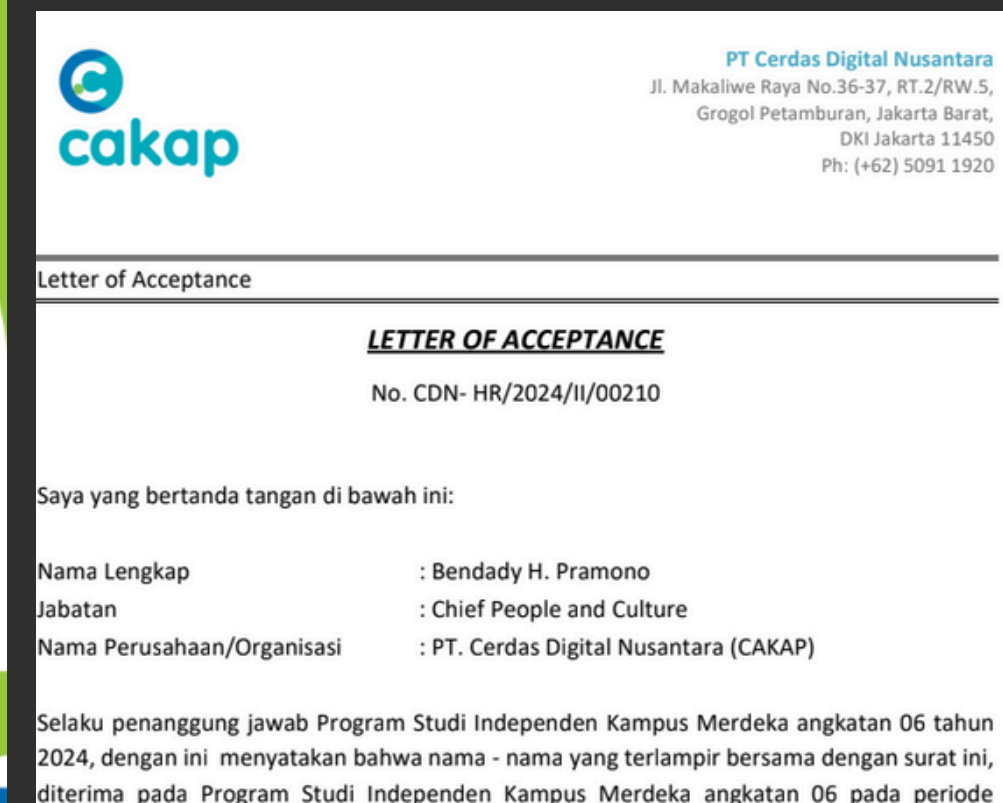 cakap
PT Cerdas Digital Nusantara
Jl. Makaliwe Raya No.36-37, RT.2/RW.5,
Grogol Petamburan, Jakarta Barat,
DKI Jakarta 11450
Ph: (+62) 5091 1920
Letter of Acceptance
LETTER OF ACCEPTANCE
No. CDN- HR/2024/II/00210
Saya yang bertanda tangan di bawah ini:
Nama Lengkap : Bendady H. Pramono
Jabatan : Chief People and Culture
Nama Perusahaan/Organisasi : PT. Cerdas Digital Nusantara (CAKAP)
Selaku penanggung jawab Program Studi Independen Kampus Merdeka angkatan 06 tahun
2024, dengan ini menyatakan bahwa nama - nama yang terlampir bersama dengan surat ini,
diterima pada Program Studi Independen Kampus Merdeka angkatan 06 pada periode